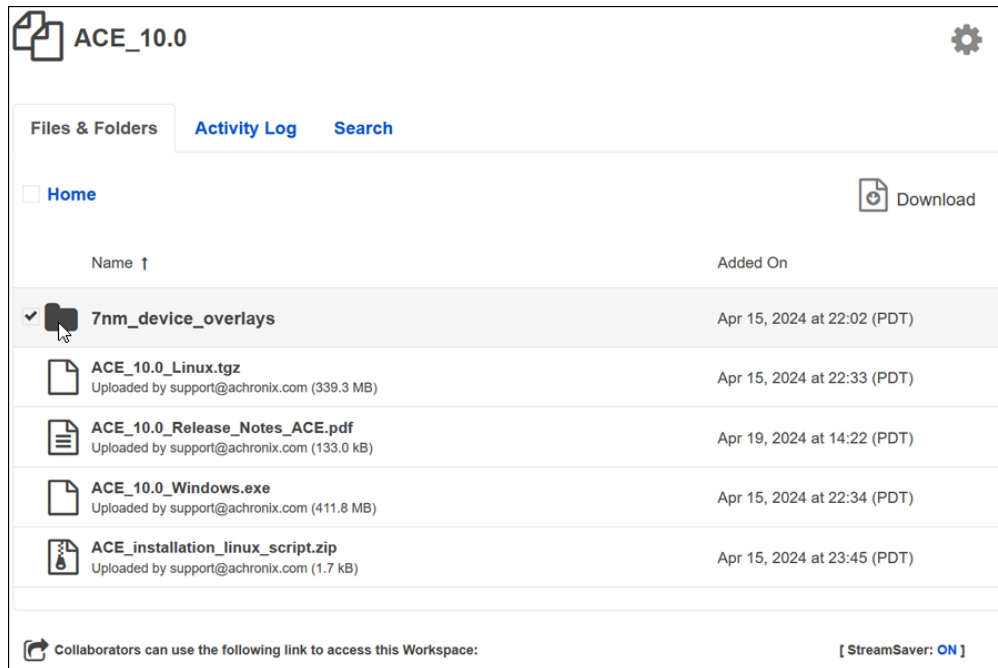 ACE_10.0
Files & Folders Activity Log Search
Home Download
Name ↑ Added On
7nm_device_overlays Apr 15, 2024 at 22:02 (PDT)
ACE_10.0_Linux.tgz
Uploaded by support@achronix.com (339.3 MB) Apr 15, 2024 at 22:33 (PDT)
ACE_10.0_Release_Notes_ACE.pdf
Uploaded by support@achronix.com (133.0 kB) Apr 19, 2024 at 14:22 (PDT)
ACE_10.0_Windows.exe
Uploaded by support@achronix.com (411.8 MB) Apr 15, 2024 at 22:34 (PDT)
ACE_installation_linux_script.zip
Uploaded by support@achronix.com (1.7 kB) Apr 15, 2024 at 23:45 (PDT)
Collaborators can use the following link to access this Workspace: [ StreamSaver: ON ]